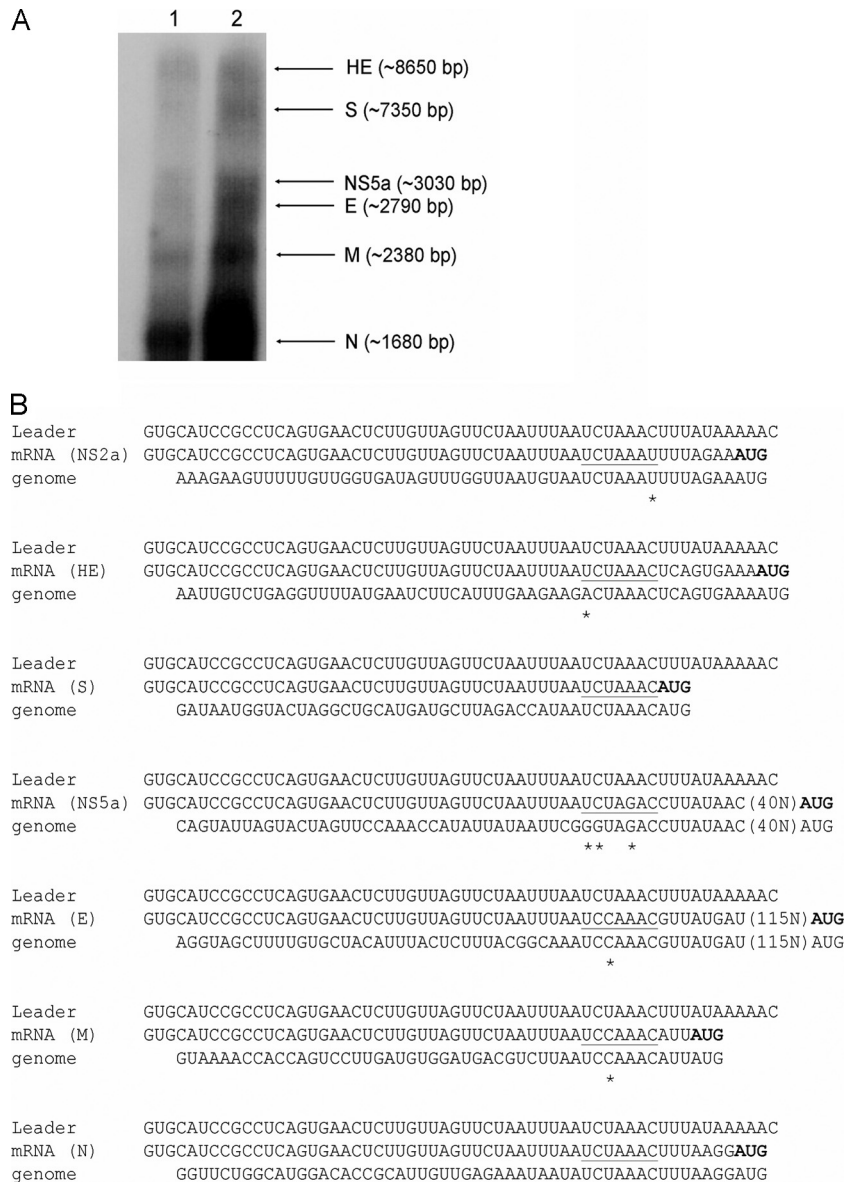 A
1 2
HE (~8650 bp)
S (~7350 bp)
NS5a (~3030 bp)
E (~2790 bp)
M (~2380 bp)
N (~1680 bp)
B
Leader GUGCAUCCGCCUCAGUGAACUCUUGUUAGUUCUAAUUUAAUCUAAACUUUAUAAAAAC
mRNA (NS2a) GUGCAUCCGCCUCAGUGAACUCUUGUUAGUUCUAAUUUAAUCUAAAUUUUAGAAAUG
genome AAAGAAGUUUUUGUUGGUGAUAGUUUGGUUAAUGUAAUCUAAAUUUUAGAAAUG
*
Leader GUGCAUCCGCCUCAGUGAACUCUUGUUAGUUCUAAUUUAAUCUAAACUUUAUAAAAAC
mRNA (HE) GUGCAUCCGCCUCAGUGAACUCUUGUUAGUUCUAAUUUAAUCUAAACUCAGUGAAAAUG
genome AAUUGUCUGAGGUUUUAUGAAUCUUCAUUUGAAGAAGACUAAACUCAGUGAAAAUG
*
Leader GUGCAUCCGCCUCAGUGAACUCUUGUUAGUUCUAAUUUAAUCUAAACUUUAUAAAAAC
mRNA (S) GUGCAUCCGCCUCAGUGAACUCUUGUUAGUUCUAAUUUAAUCUAAACAUG
genome GAUAAUGGUACUAGGCUGCAUGAUGCUUAGACCAUAAUCUAAACAUG
Leader GUGCAUCCGCCUCAGUGAACUCUUGUUAGUUCUAAUUUAAUCUAAACUUUAUAAAAAC
mRNA (NS5a) GUGCAUCCGCCUCAGUGAACUCUUGUUAGUUCUAAUUUAAUCUAGACCUUAUAAC(40N)AUG
genome CAGUAUUAGUACUAGUUCCAAACCAUAUUAUAAUUCGGGUAGACCUUAUAAC(40N)AUG
** *
Leader GUGCAUCCGCCUCAGUGAACUCUUGUUAGUUCUAAUUUAAUCUAAACUUUAUAAAAAC
mRNA (E) GUGCAUCCGCCUCAGUGAACUCUUGUUAGUUCUAAUUUAAUCCAAACGUUAUGAU(115N)AUG
genome AGGUAGCUUUUGUGCUACAUUUACUCUUUACGGCAAAUCCAAACGUUAUGAU(115N)AUG
*
Leader GUGCAUCCGCCUCAGUGAACUCUUGUUAGUUCUAAUUUAAUCUAAACUUUAUAAAAAC
mRNA (M) GUGCAUCCGCCUCAGUGAACUCUUGUUAGUUCUAAUUUAAUCCAAACAUUAUG
genome GUAAAACCACCAGUCCUUGAUGUGGAUGACGUCUUAAUCCAAACAUUAUG
*
Leader GUGCAUCCGCCUCAGUGAACUCUUGUUAGUUCUAAUUUAAUCUAAACUUUAUAAAAAC
mRNA (N) GUGCAUCCGCCUCAGUGAACUCUUGUUAGUUCUAAUUUAAUCUAAACUUUAAGGAUG
genome GGUUCUGGCAUGGACACCGCAUUGUUGAGAAAUAAUAUCUAAACUUUAAGGAUG